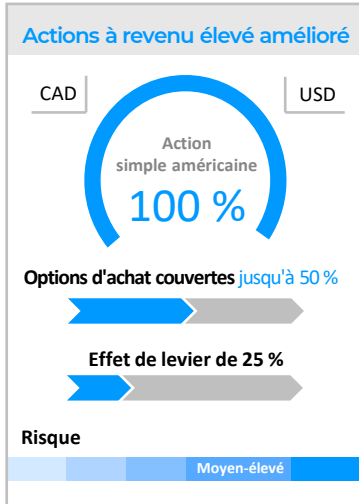 Actions à revenu élevé amélioré
CAD
USD
Action
simple américaine
100 %
Options d'achat couvertes jusqu'à 50 %
Effet de levier de 25 %
Risque
Moyen-élevé